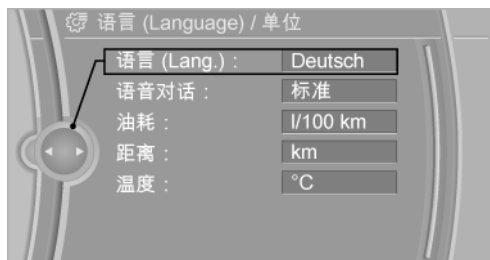 语言 (Language) / 单位
语言 (Lang.) : Deutsch
语音对话 : 标准
油耗 : l/100 km
距离 : km
温度 : °C